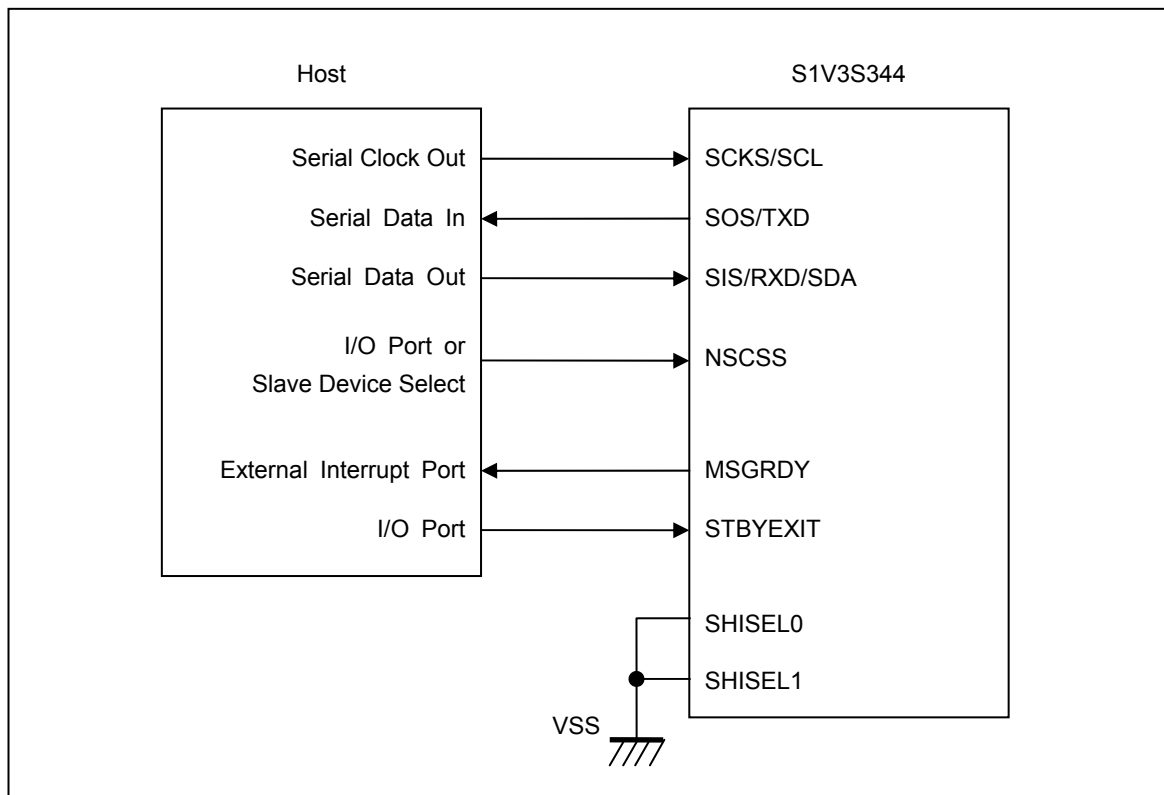 Host
S1V3S344
Serial Clock Out
SCKS/SCL
Serial Data In
SOS/TXD
Serial Data Out
SIS/RXD/SDA
I/O Port or
Slave Device Select
NSCSS
External Interrupt Port
MSGRDY
I/O Port
STBYEXIT
SHISEL0
SHISEL1
VSS